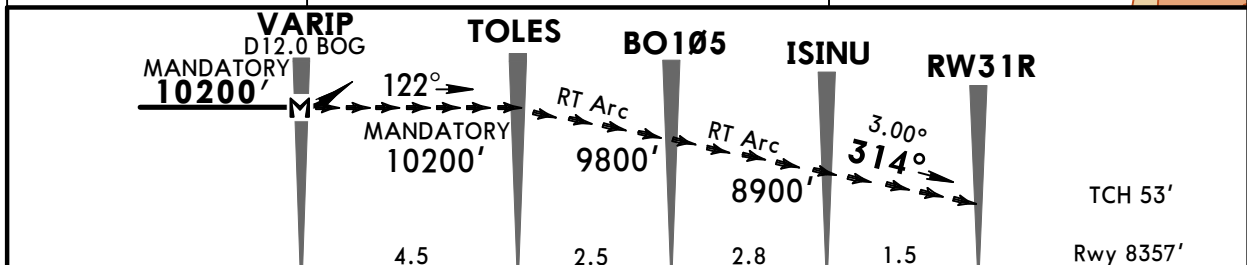 VARIP
D12.0 BOG
MANDATORY
10200'
M
122°
MANDATORY
10200'
TOLES
RT Arc
9800'
BO1Ø5
RT Arc
8900'
ISINU
3.00°
314°
RW31R
TCH 53'
4.5
2.5
2.8
1.5
Rwy 8357'